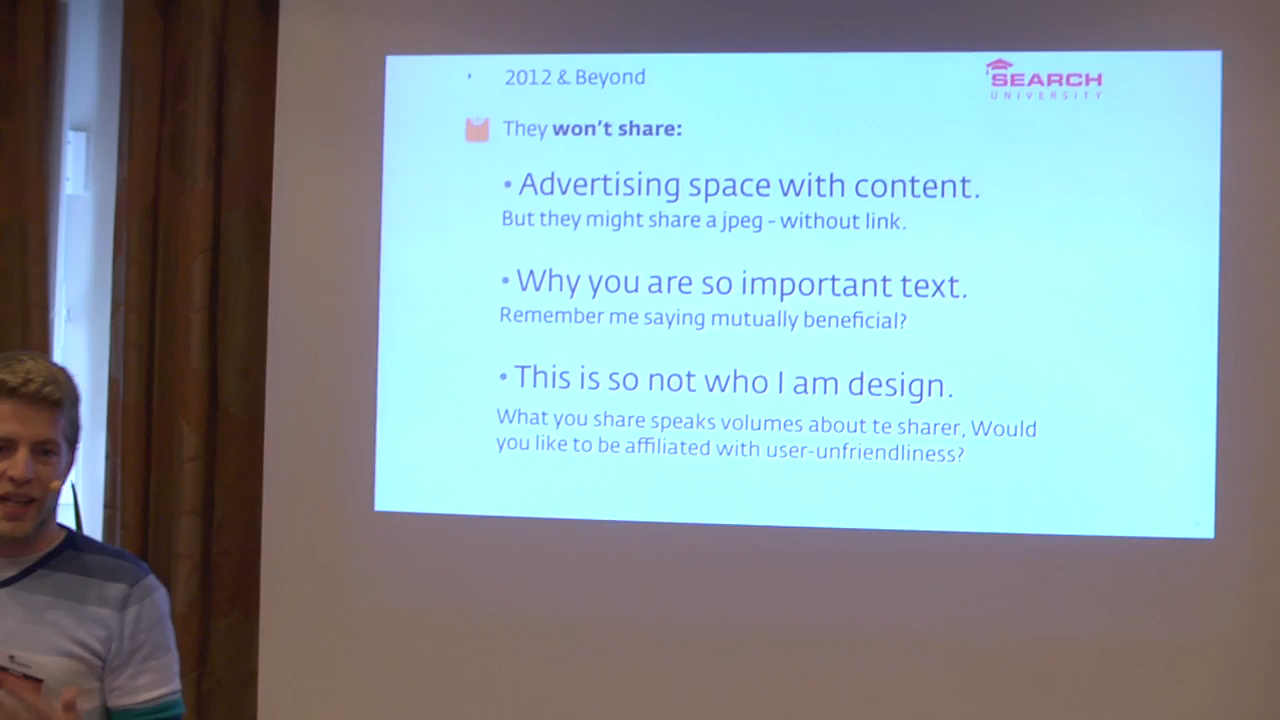 2012 & Beyond
SEARCH
UNIVERSITY
They won't share:
• Advertising space with content.
But they might share a jpeg - without link.
• Why you are so important text.
Remember me saying mutually beneficial?
• This is so not who I am design.
What you share speaks volumes about te sharer, Would
you like to be affiliated with user-unfriendliness?